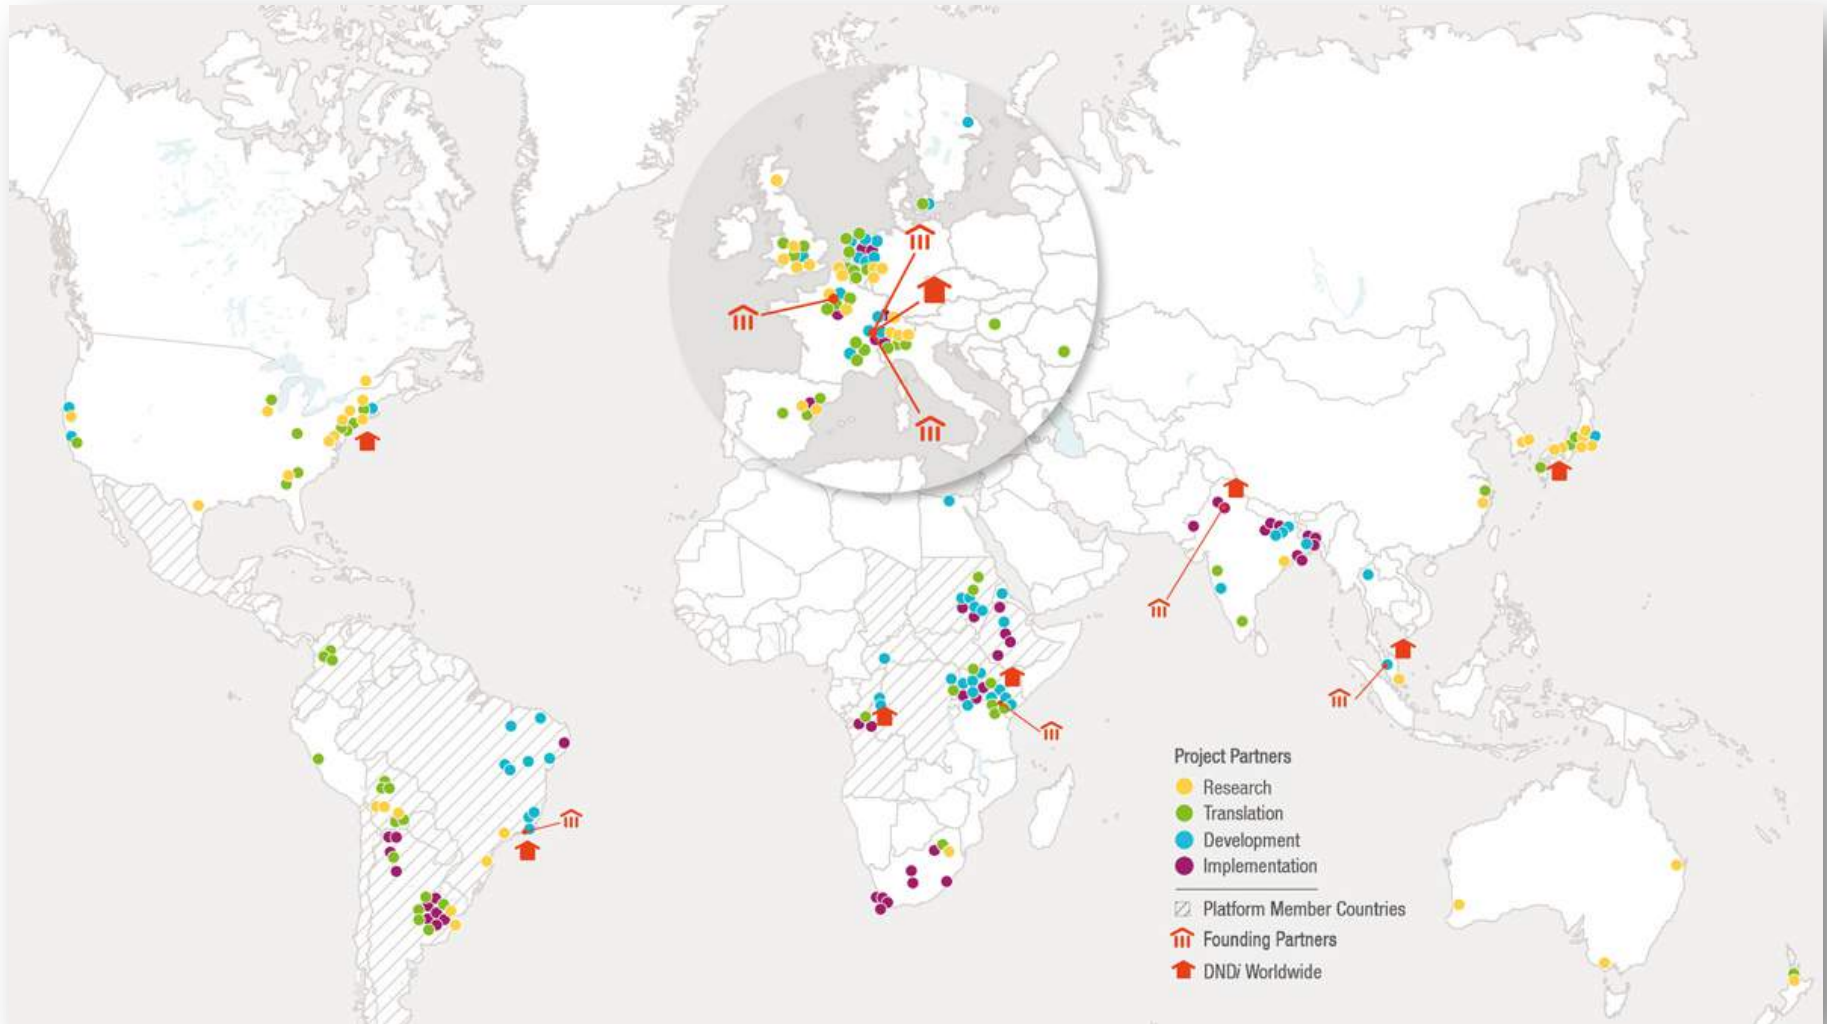 Project Partners
Research
Translation
Development
Implementation
Platform Member Countries
Founding Partners
DNDi Worldwide